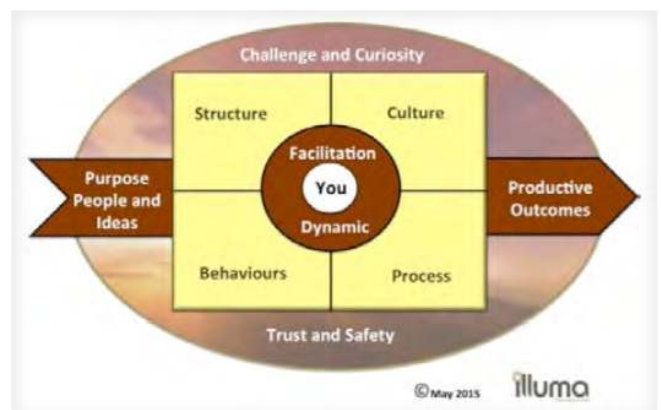 Challenge and Curiosity
Structure
Culture
Facilitation
You
Dynamic
Purpose
People and
Ideas
Productive
Outcomes
Behaviours
Process
Trust and Safety
© May 2015
illuma